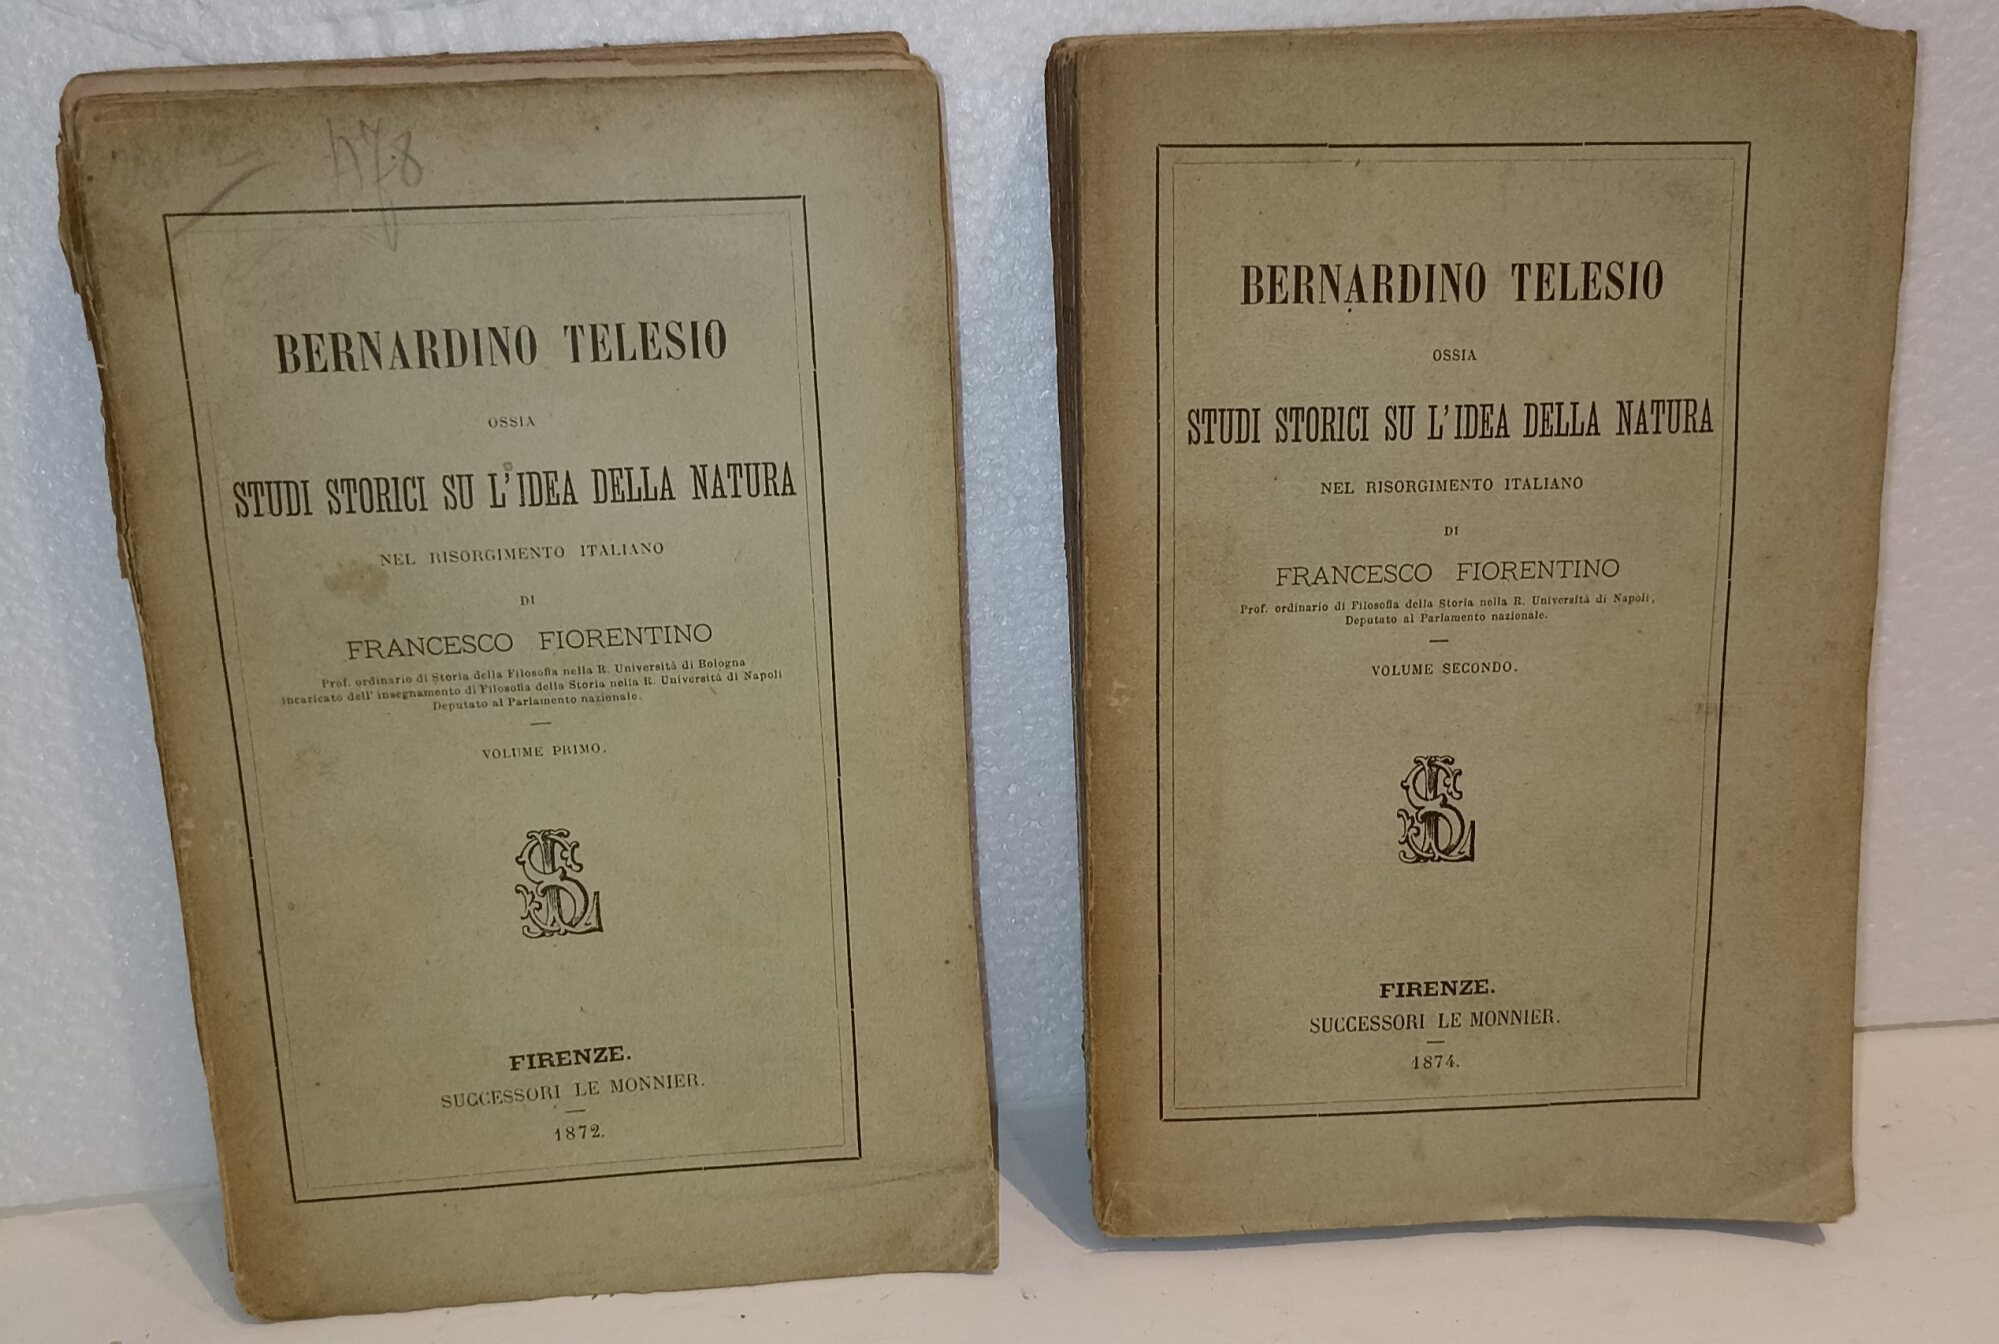 478
BERNARDINO TELESIO
OSSIA
STUDI STORICI SU L'IDEA DELLA NATURA
NEL RISORGIMENTO ITALIANO
DI
FRANCESCO FIORENTINO
Prof. ordinario di Storia della Filosofia nella R. Università di Bologna
incaricato dell'insegnamento di Filosofia della Storia nella R. Università di Napoli
Deputato al Parlamento nazionale.
VOLUME PRIMO.
FIRENZE.
SUCCESSORI LE MONNIER.
1872.
BERNARDINO TELESIO
OSSIA
STUDI STORICI SU L'IDEA DELLA NATURA
NEL RISORGIMENTO ITALIANO
DI
FRANCESCO FIORENTINO
Prof. ordinario di Filosofia della Storia nella R. Università di Napoli,
Deputato al Parlamento nazionale.
VOLUME SECONDO.
FIRENZE.
SUCCESSORI LE MONNIER.
1874.